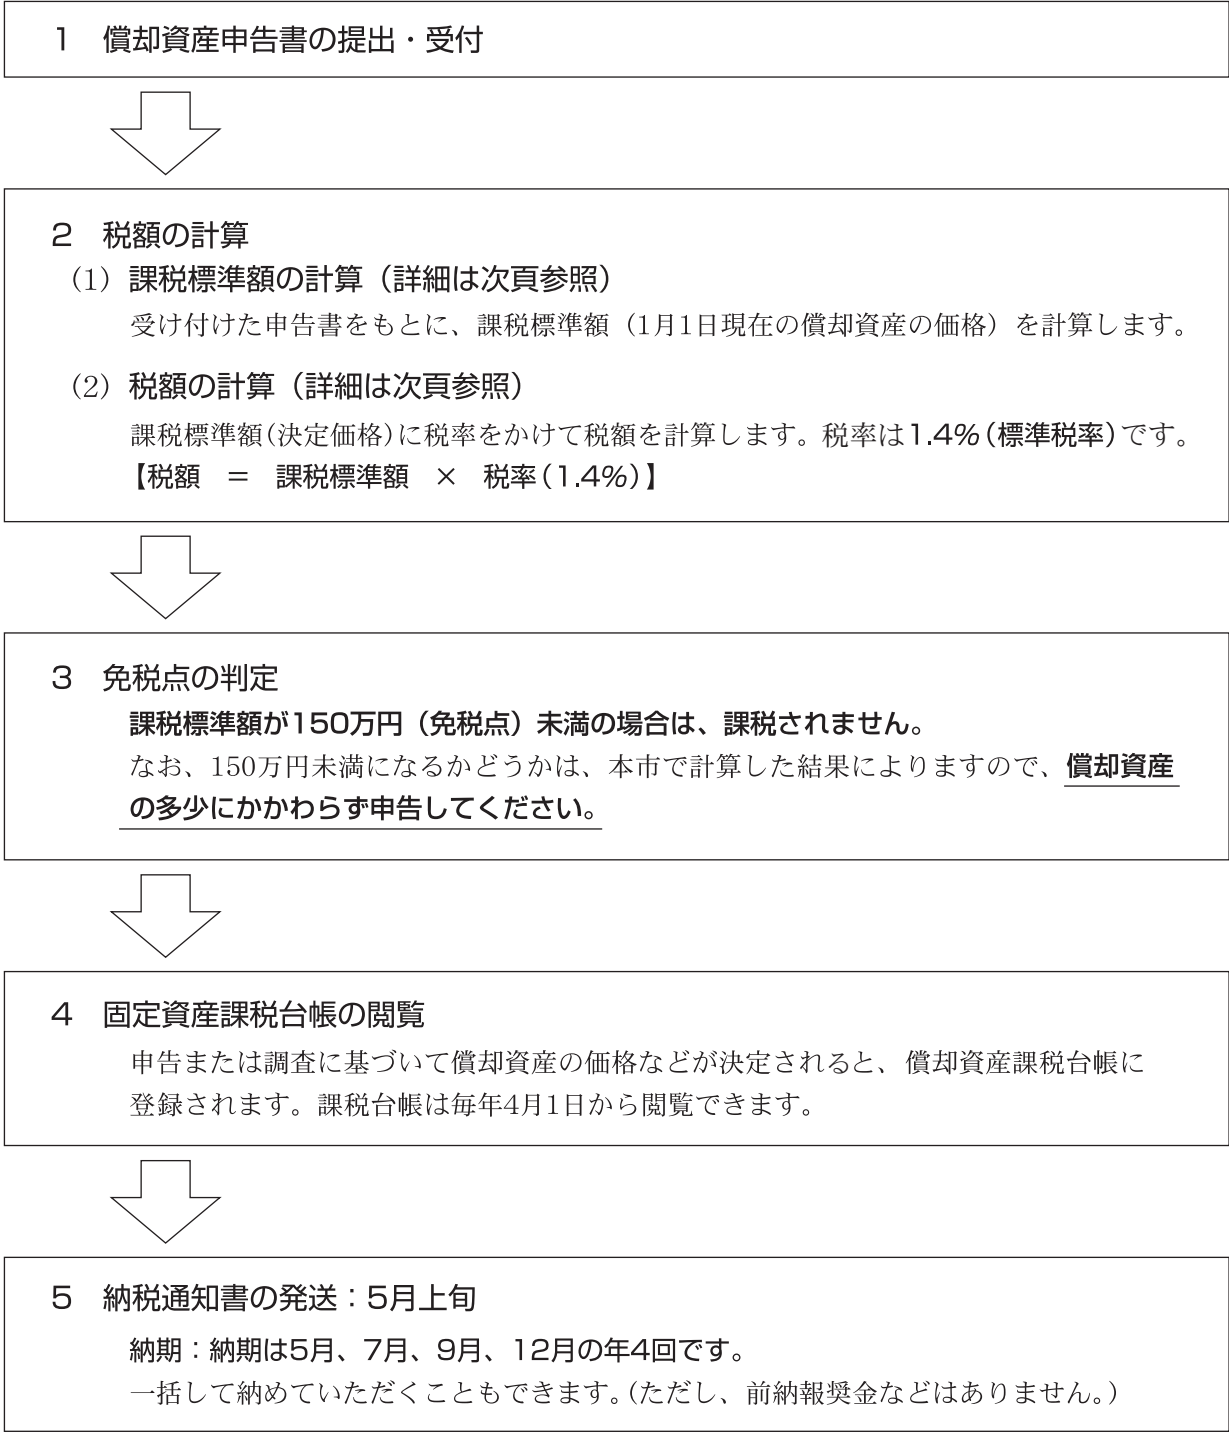 1　償却資産申告書の提出・受付
2　税額の計算
(1) 課税標準額の計算（詳細は次頁参照）
受け付けた申告書をもとに、課税標準額（1月1日現在の償却資産の価格）を計算します。
(2) 税額の計算（詳細は次頁参照）
課税標準額(決定価格)に税率をかけて税額を計算します。税率は1.4%(標準税率)です。
【税額　＝　課税標準額　×　税率(1.4%)】
3　免税点の判定
課税標準額が150万円（免税点）未満の場合は、課税されません。
なお、150万円未満になるかどうかは、本市で計算した結果によりますので、償却資産
の多少にかかわらず申告してください。
4　固定資産課税台帳の閲覧
申告または調査に基づいて償却資産の価格などが決定されると、償却資産課税台帳に
登録されます。課税台帳は毎年4月1日から閲覧できます。
5　納税通知書の発送：5月上旬
納期：納期は5月、7月、9月、12月の年4回です。
一括して納めていただくこともできます。(ただし、前納報奨金などはありません。)